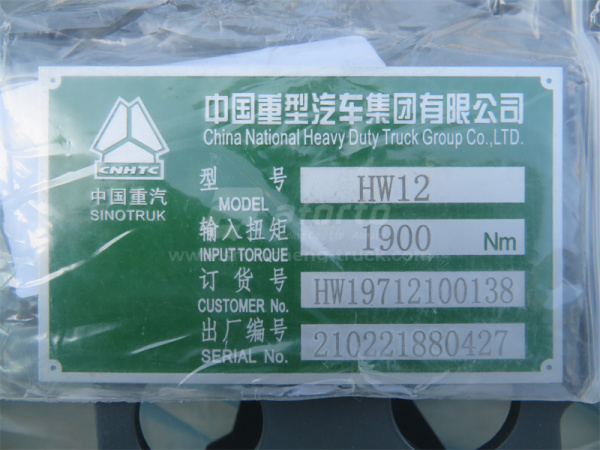 中国重型汽车集团有限公司
China National Heavy Duty Truck Group Co.,LTD.
CNHTC
中国重汽
SINOTRUK
型 号 HW12
MODEL
输入扭矩 1900 Nm
INPUT TORQUE
订货号 HW19712100138
CUSTOMER No.
出厂编号 210221880427
SERIAL No.